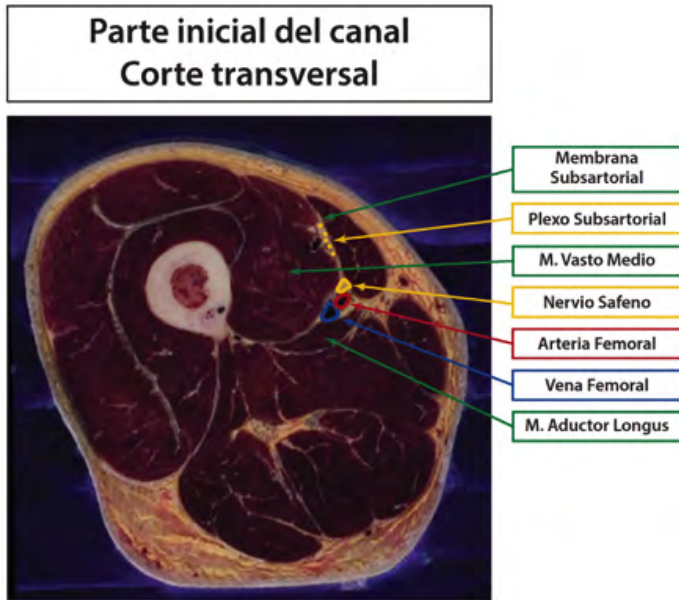 Parte inicial del canal
Corte transversal
Membrana
Subsartorial
Plexo Subsartorial
M. Vasto Medio
Nervio Safeno
Arteria Femoral
Vena Femoral
M. Aductor Longus